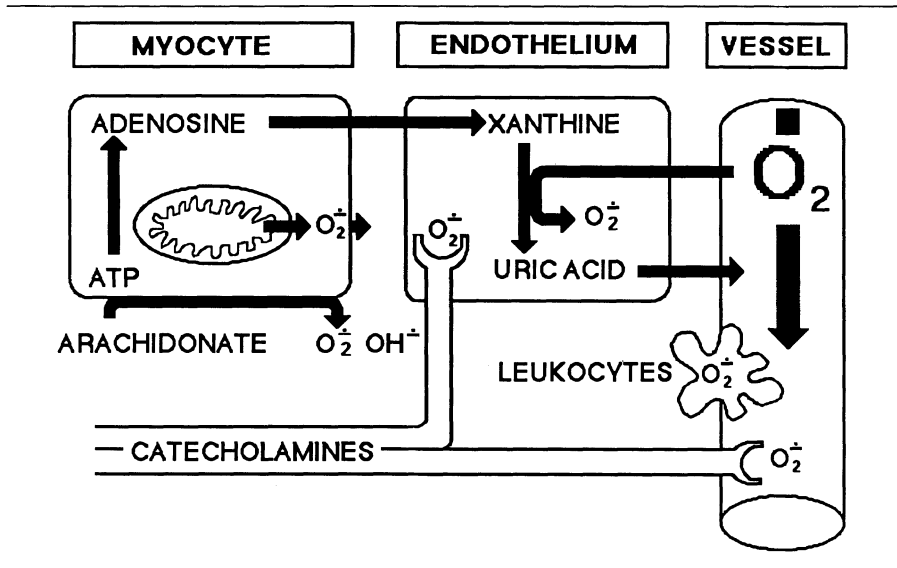 MYOCYTE
ENDOTHELIUM
VESSEL
ADENOSINE
XANTHINE
O₂
O₂∸
O₂∸
O₂∸
ATP
URIC ACID
ARACHIDONATE
O₂∸ OH∸
LEUKOCYTES
O₂∸
CATECHOLAMINES
O₂∸